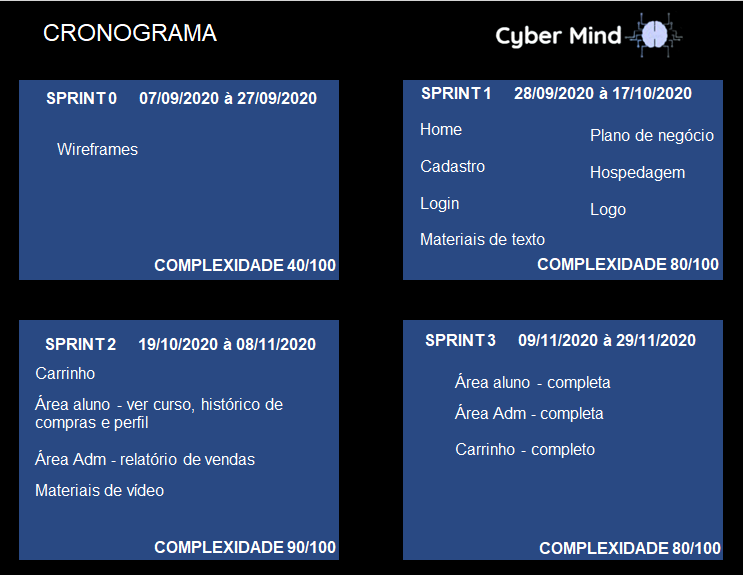 CRONOGRAMA
Cyber Mind
SPRINT 0 07/09/2020 à 27/09/2020
Wireframes
COMPLEXIDADE 40/100
SPRINT 1 28/09/2020 à 17/10/2020
Home
Cadastro
Login
Materiais de texto
Plano de negócio
Hospedagem
Logo
COMPLEXIDADE 80/100
SPRINT 2 19/10/2020 à 08/11/2020
Carrinho
Área aluno - ver curso, histórico de
compras e perfil
Área Adm - relatório de vendas
Materiais de vídeo
COMPLEXIDADE 90/100
SPRINT 3 09/11/2020 à 29/11/2020
Área aluno - completa
Área Adm - completa
Carrinho - completo
COMPLEXIDADE 80/100